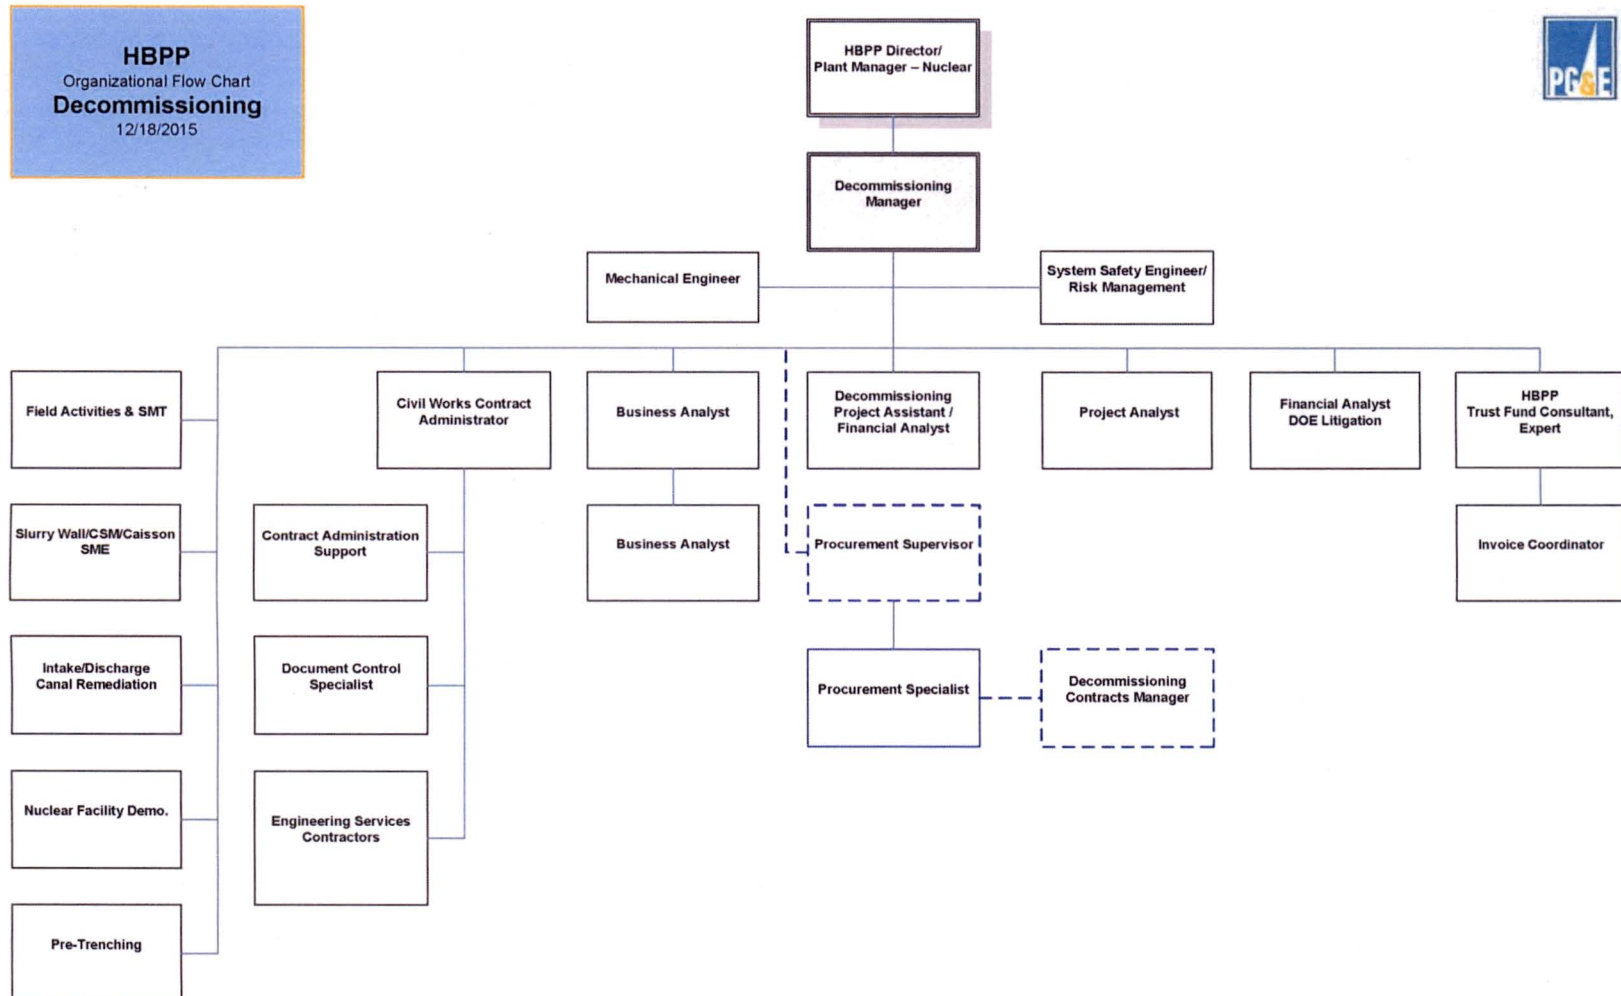 HBPP
Organizational Flow Chart
Decommissioning
12/18/2015
HBPP Director/
Plant Manager – Nuclear
PG&E
Decommissioning
Manager
Mechanical Engineer
System Safety Engineer/
Risk Management
Field Activities & SMT
Civil Works Contract
Administrator
Business Analyst
Decommissioning
Project Assistant /
Financial Analyst
Project Analyst
Financial Analyst
DOE Litigation
HBPP
Trust Fund Consultant,
Expert
Slurry Wall/CSM/Caisson
SME
Contract Administration
Support
Business Analyst
Procurement Supervisor
Invoice Coordinator
Intake/Discharge
Canal Remediation
Document Control
Specialist
Procurement Specialist
Decommissioning
Contracts Manager
Nuclear Facility Demo.
Engineering Services
Contractors
Pre-Trenching